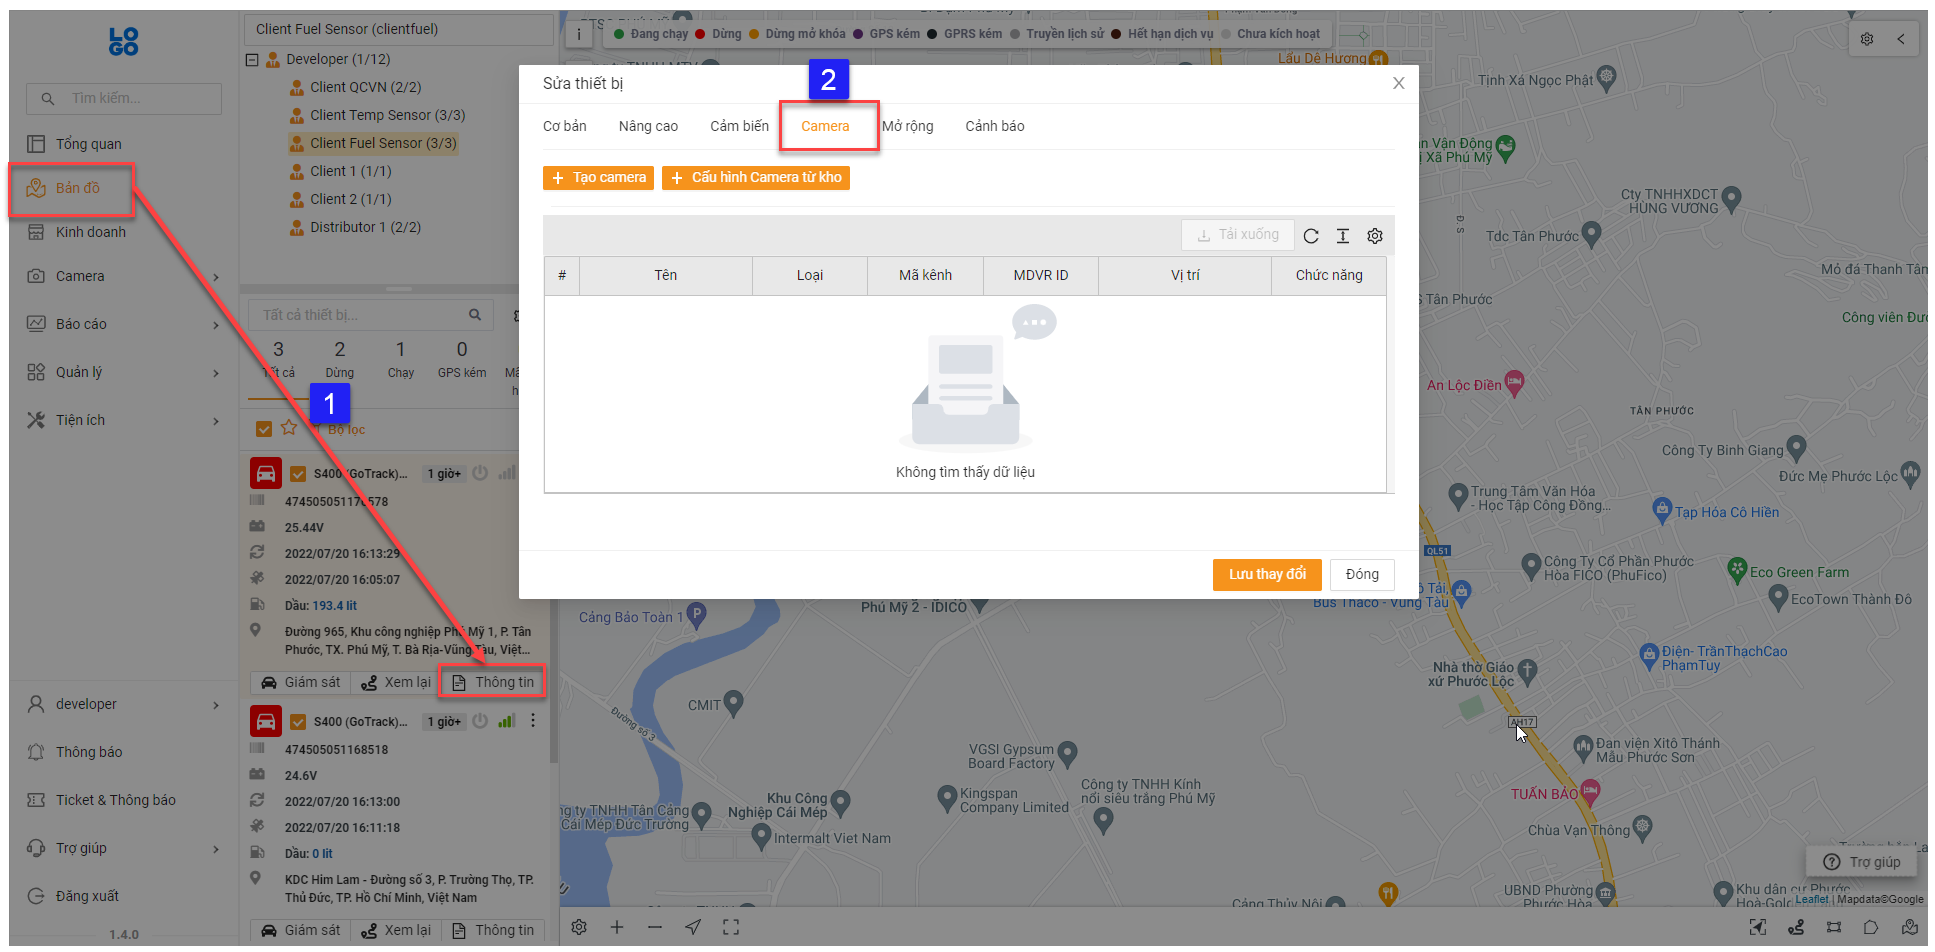 LO
GO
Tìm kiếm...
Tổng quan
Bản đồ
Kinh doanh
Camera
Báo cáo
Quản lý
Tiện ích
developer
Thông báo
Ticket & Thông báo
Trợ giúp
Đăng xuất
1.4.0
Client Fuel Sensor (clientfuel)
Developer (1/12)
Client QCVN (2/2)
Client Temp Sensor (3/3)
Client Fuel Sensor (3/3)
Client 1 (1/1)
Client 2 (1/1)
Distributor 1 (2/2)
Tất cả thiết bị...
3 2 1 0
Tất cả Dừng Chạy GPS kém
1
Bộ lọc
S400 (GoTrack)... 1 giờ+
474505051176578
25.44V
2022/07/20 16:13:29
2022/07/20 16:05:07
Dầu: 193.4 lit
Đường 965, Khu công nghiệp Phú Mỹ 1, P. Tân
Phước, TX. Phú Mỹ, T. Bà Rịa-Vũng Tàu, Việt...
Giám sát Xem lại Thông tin
S400 (GoTrack)... 1 giờ+
474505051168518
24.6V
2022/07/20 16:13:00
2022/07/20 16:11:18
Dầu: 0 lit
KDC Him Lam - Đường số 3, P. Trường Thọ, TP.
Thủ Đức, TP. Hồ Chí Minh, Việt Nam
Giám sát Xem lại Thông tin
i
Đang chạy Dừng Dừng mở khóa GPS kém GPRS kém Truyền lịch sử Hết hạn dịch vụ Chưa kích hoạt
Sửa thiết bị
2
Cơ bản Nâng cao Cảm biến Camera Mở rộng Cảnh báo
+ Tạo camera + Cấu hình Camera từ kho
Tải xuống
# Tên Loại Mã kênh MDVR ID Vị trí Chức năng
Không tìm thấy dữ liệu
Lưu thay đổi Đóng
Lẩu Dê Hương
Tịnh Xá Ngọc Phật
n Vận Động
ị Xã Phú Mỹ
Cty TNHHXDCT
HÙNG VƯƠNG
Đ.S
Tdc Tân Phước
Mỏ đá Thanh Tân
Tân Phước
Công viên Đư
An Lộc Điền
TÂN PHƯỚC
Công Ty Bình Giang
Đức Mẹ Phước Lộc
Trung Tâm Văn Hóa
- Học Tập Cộng Đồng...
Tạp Hóa Cô Hiền
QL51
Công Ty Cổ Phần Phước
Hòa FICO (PhuFico)
Eco Green Farm
EcoTown Thành Đô
Tải,
Bus Thaco - Vũng Tàu
Phú Mỹ 2 - IDICO
Cảng Bảo Toàn 1
P
Điện- TrầnThạchCao
PhạmTuy
Nhà thờ Giáo
xứ Phước Lộc
CMIT
Đường số 3
AH17
VGSI Gypsum
Board Factory
Đan viện Xitô Thánh
Mẫu Phước Sơn
Công ty TNHH Kính
nổi siêu trắng Phú Mỹ
Kingspan
Company Limited
Khu Công
Nghiệp Cái Mép
ng ty TNHH Tân Cảng
Cái Mép Đức Trường
Intermalt Viet Nam
TUẤN BẢO
Chùa Vạn Thông
Trợ giúp
UBND Phường
Phước Hòa
Khu dân cư Phước
Cảng Thủy Nội
Leaflet | Mapdata©Google